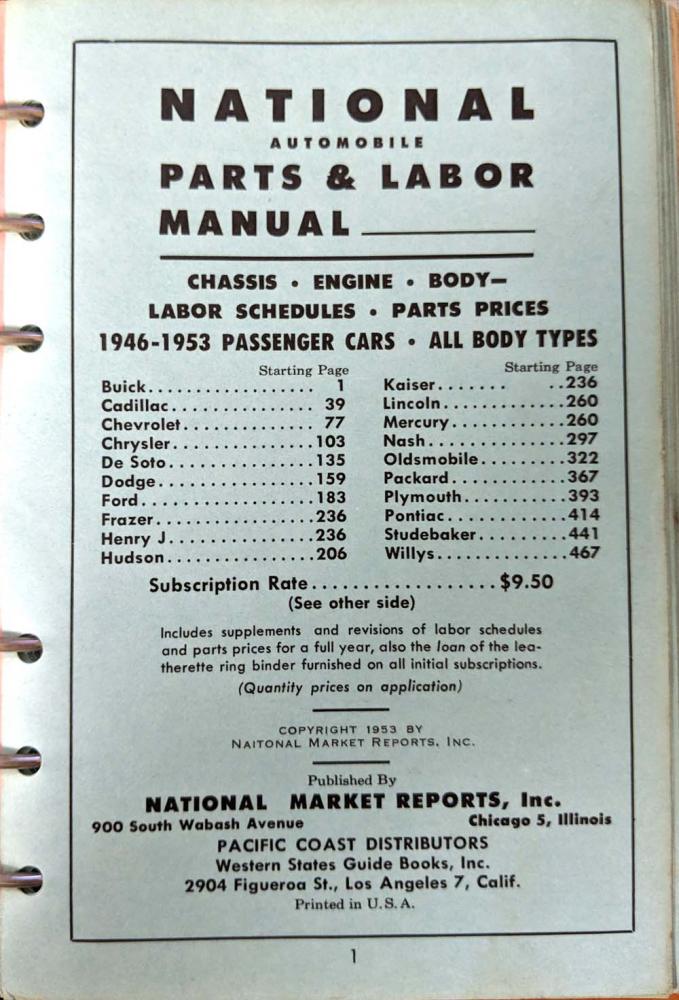 NATIONAL
AUTOMOBILE
PARTS & LABOR
MANUAL
CHASSIS • ENGINE • BODY—
LABOR SCHEDULES • PARTS PRICES
1946-1953 PASSENGER CARS • ALL BODY TYPES
Starting Page
Buick................. 1
Cadillac............... 39
Chevrolet.............. 77
Chrysler...............103
De Soto...............135
Dodge................159
Ford..................183
Frazer................236
Henry J...............236
Hudson...............206
Starting Page
Kaiser....... ..236
Lincoln............260
Mercury...........260
Nash..............297
Oldsmobile.........322
Packard...........367
Plymouth..........393
Pontiac............414
Studebaker.........441
Willys.............467
Subscription Rate..................$9.50
(See other side)
Includes supplements and revisions of labor schedules
and parts prices for a full year, also the loan of the lea-
therette ring binder furnished on all initial subscriptions.
(Quantity prices on application)
COPYRIGHT 1953 BY
NAITONAL MARKET REPORTS, INC.
Published By
NATIONAL MARKET REPORTS, Inc.
900 South Wabash Avenue Chicago 5, Illinois
PACIFIC COAST DISTRIBUTORS
Western States Guide Books, Inc.
2904 Figueroa St., Los Angeles 7, Calif.
Printed in U.S.A.
1